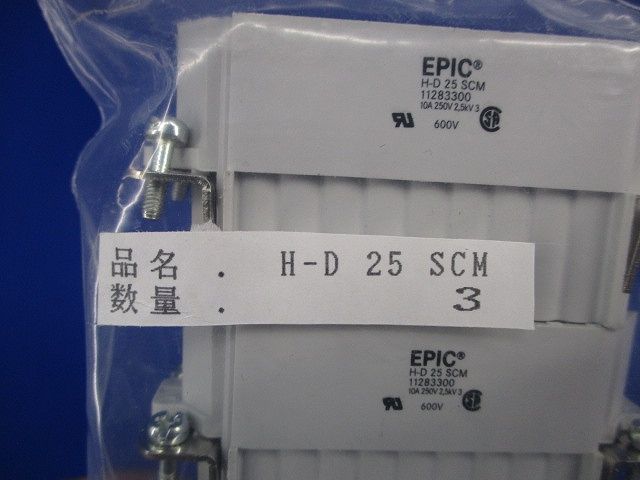 EPIC®
H-D 25 SCM
11283300
10A 250V 2,5kV 3
600V
品名 . H-D 25 SCM
数量 . 3
EPIC®
H-D 25 SCM
11283300
10A 250V 2,5kV 3
600V